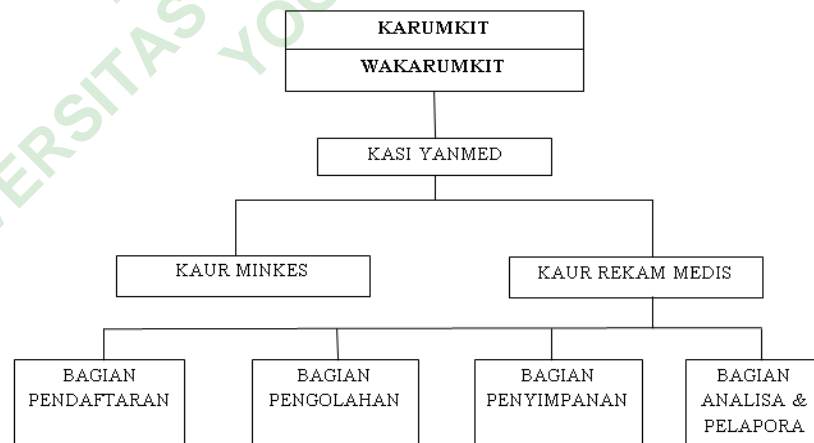 KARUMKIT
WAKARUMKIT
KASI YANMED
KAUR MINKES
KAUR REKAM MEDIS
BAGIAN
PENDAFTARAN
BAGIAN
PENGOLAHAN
BAGIAN
PENYIMPANAN
BAGIAN
ANALISA &
PELAPORA